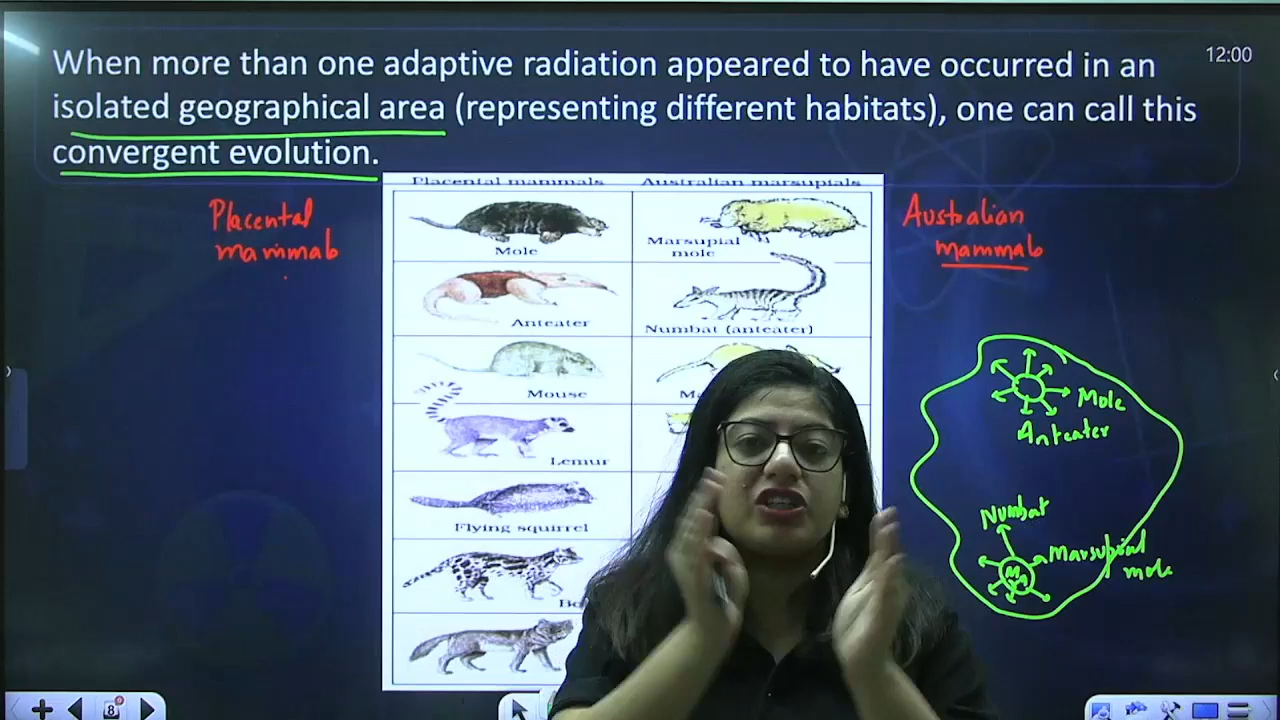 When more than one adaptive radiation appeared to have occurred in an
isolated geographical area (representing different habitats), one can call this
convergent evolution.
12:00
Placental mammals
Australian marsupials
Placental
mammals
Australian
mammals
Mole
Marsupial
mole
Anteater
Numbat (anteater)
Mouse
Lemur
Flying squirrel
Mole
Anteater
Numbat
Marsupial
mole
8